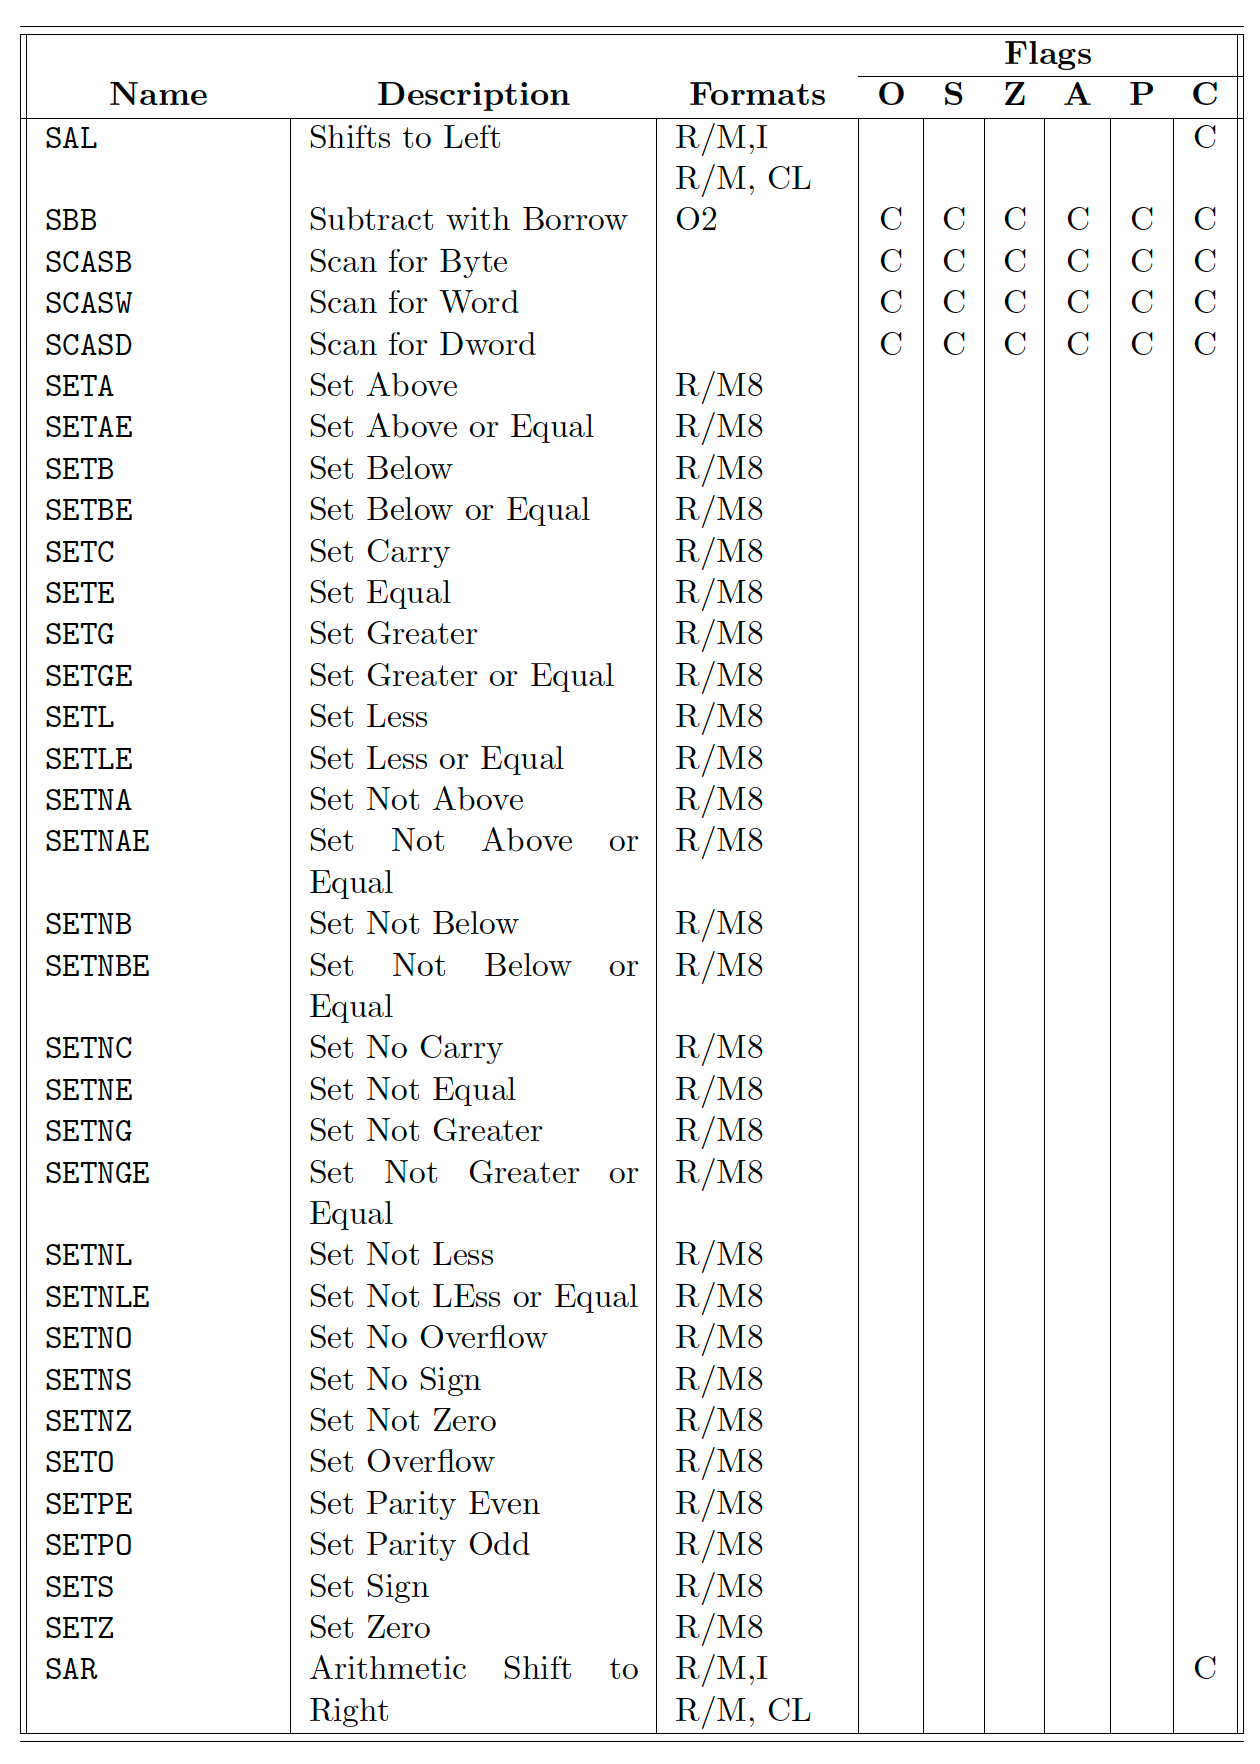 Flags
Name Description Formats O S Z A P C
SAL Shifts to Left R/M,I C
R/M, CL
SBB Subtract with Borrow O2 C C C C C C
SCASB Scan for Byte C C C C C C
SCASW Scan for Word C C C C C C
SCASD Scan for Dword C C C C C C
SETA Set Above R/M8
SETAE Set Above or Equal R/M8
SETB Set Below R/M8
SETBE Set Below or Equal R/M8
SETC Set Carry R/M8
SETE Set Equal R/M8
SETG Set Greater R/M8
SETGE Set Greater or Equal R/M8
SETL Set Less R/M8
SETLE Set Less or Equal R/M8
SETNA Set Not Above R/M8
SETNAE Set Not Above or R/M8
Equal
SETNB Set Not Below R/M8
SETNBE Set Not Below or R/M8
Equal
SETNC Set No Carry R/M8
SETNE Set Not Equal R/M8
SETNG Set Not Greater R/M8
SETNGE Set Not Greater or R/M8
Equal
SETNL Set Not Less R/M8
SETNLE Set Not LEss or Equal R/M8
SETNO Set No Overflow R/M8
SETNS Set No Sign R/M8
SETNZ Set Not Zero R/M8
SETO Set Overflow R/M8
SETPE Set Parity Even R/M8
SETPO Set Parity Odd R/M8
SETS Set Sign R/M8
SETZ Set Zero R/M8
SAR Arithmetic Shift to R/M,I C
Right R/M, CL